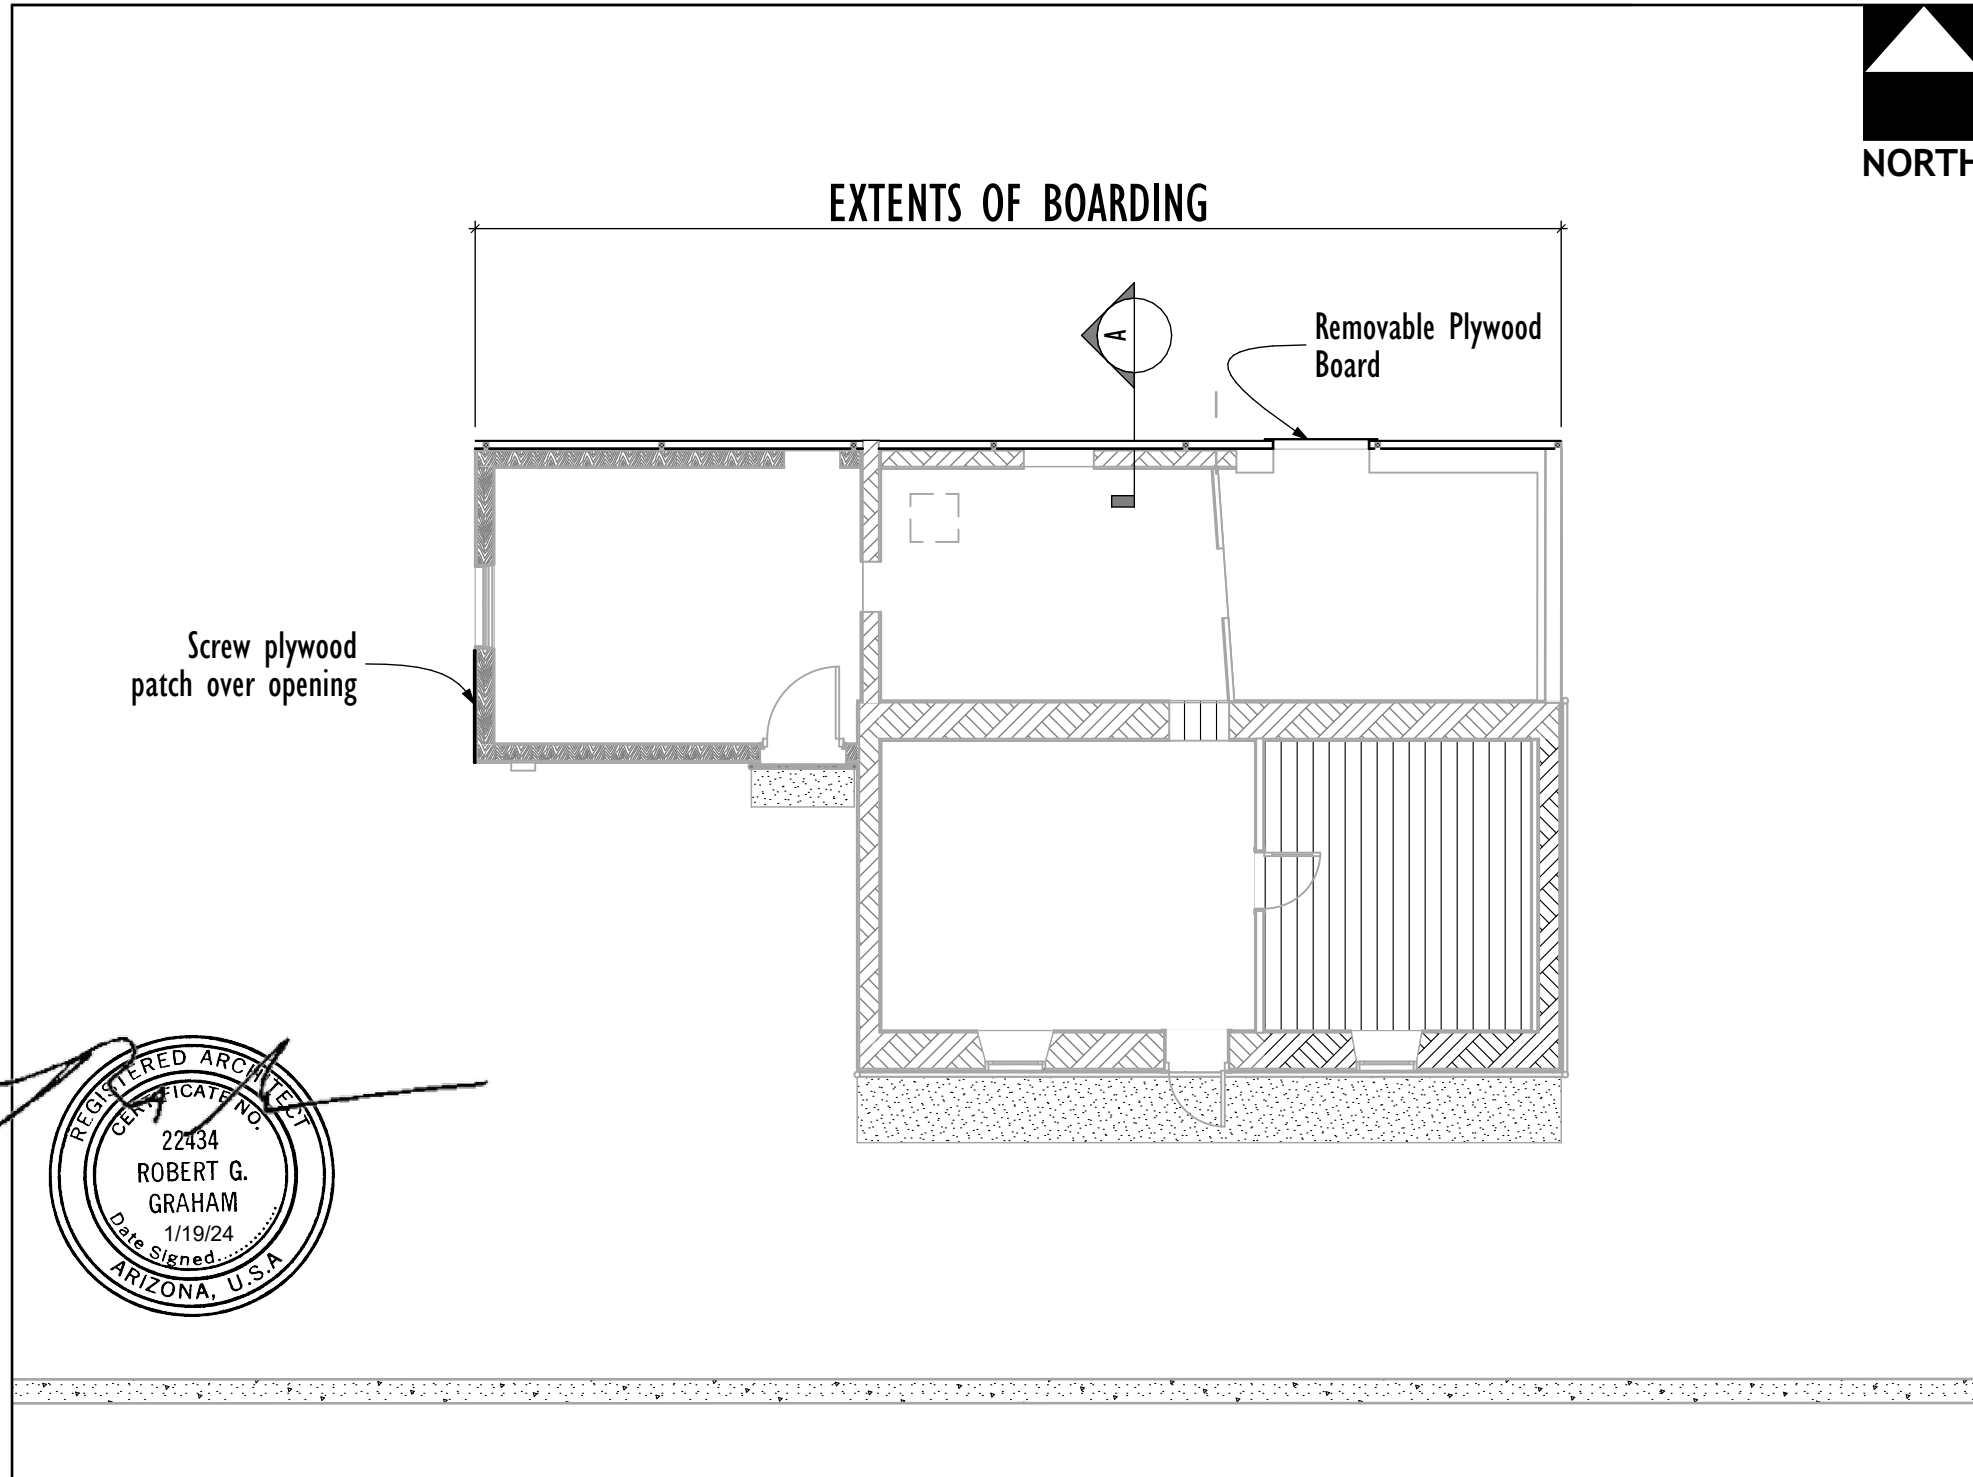 NORTH
EXTENTS OF BOARDING
A
Removable Plywood
Board
Screw plywood
patch over opening
REGISTERED ARCHITECT
CERTIFICATE NO.
22434
ROBERT G.
GRAHAM
1/19/24
Date Signed
ARIZONA, U.S.A